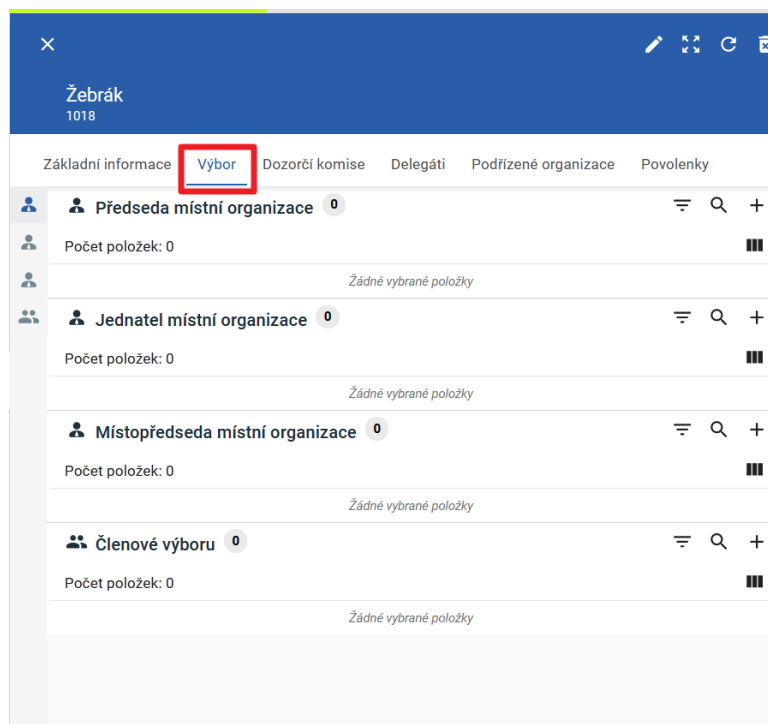 Žebrák
1018
Základní informace Výbor Dozorčí komise Delegáti Podřízené organizace Povolenky
Předseda místní organizace 0
Počet položek: 0
Žádné vybrané položky
Jednatel místní organizace 0
Počet položek: 0
Žádné vybrané položky
Místopředseda místní organizace 0
Počet položek: 0
Žádné vybrané položky
Členové výboru 0
Počet položek: 0
Žádné vybrané položky